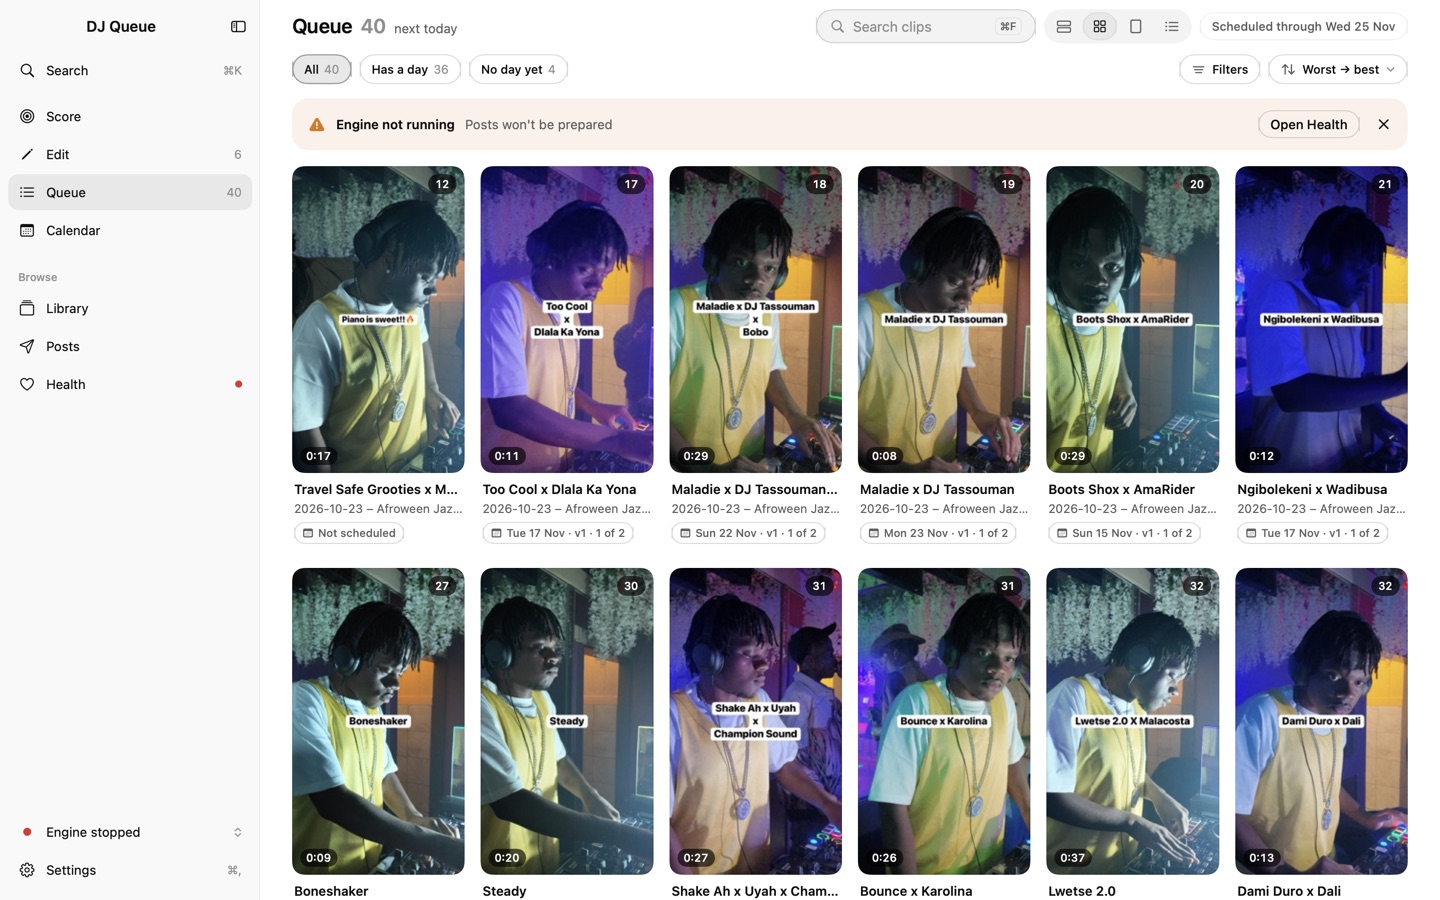 DJ Queue
Search ⌘K
Score
Edit 6
Queue 40
Calendar
Browse
Library
Posts
Health
Engine stopped
Settings ⌘,
Queue 40 next today
Search clips ⌘F
Scheduled through Wed 25 Nov
All 40
Has a day 36
No day yet 4
Filters
Worst → best
Engine not running Posts won't be prepared
Open Health
12
Piano is sweet!!🔥
0:17
Travel Safe Grooties x M...
2026-10-23 – Afroween Jaz...
Not scheduled
17
Too Cool
x
Dlala Ka Yona
0:11
Too Cool x Dlala Ka Yona
2026-10-23 – Afroween Jaz...
Tue 17 Nov · v1 · 1 of 2
18
Maladie x DJ Tassouman
x
Bobo
0:29
Maladie x DJ Tassouman...
2026-10-23 – Afroween Jaz...
Sun 22 Nov · v1 · 1 of 2
19
Maladie x DJ Tassouman
0:08
Maladie x DJ Tassouman
2026-10-23 – Afroween Jaz...
Mon 23 Nov · v1 · 1 of 2
20
Boots Shox x AmaRider
0:29
Boots Shox x AmaRider
2026-10-23 – Afroween Jaz...
Sun 15 Nov · v1 · 1 of 2
21
Ngibolekeni x Wadibusa
0:12
Ngibolekeni x Wadibusa
2026-10-23 – Afroween Jaz...
Tue 17 Nov · v1 · 1 of 2
27
Boneshaker
0:09
Boneshaker
30
Steady
0:20
Steady
31
Shake Ah x Uyah
x
Champion Sound
0:27
Shake Ah x Uyah x Cham...
31
Bounce x Karolina
0:26
Bounce x Karolina
32
Lwetse 2.0 X Malacosta
0:37
Lwetse 2.0
32
Dami Duro x Dali
0:13
Dami Duro x Dali